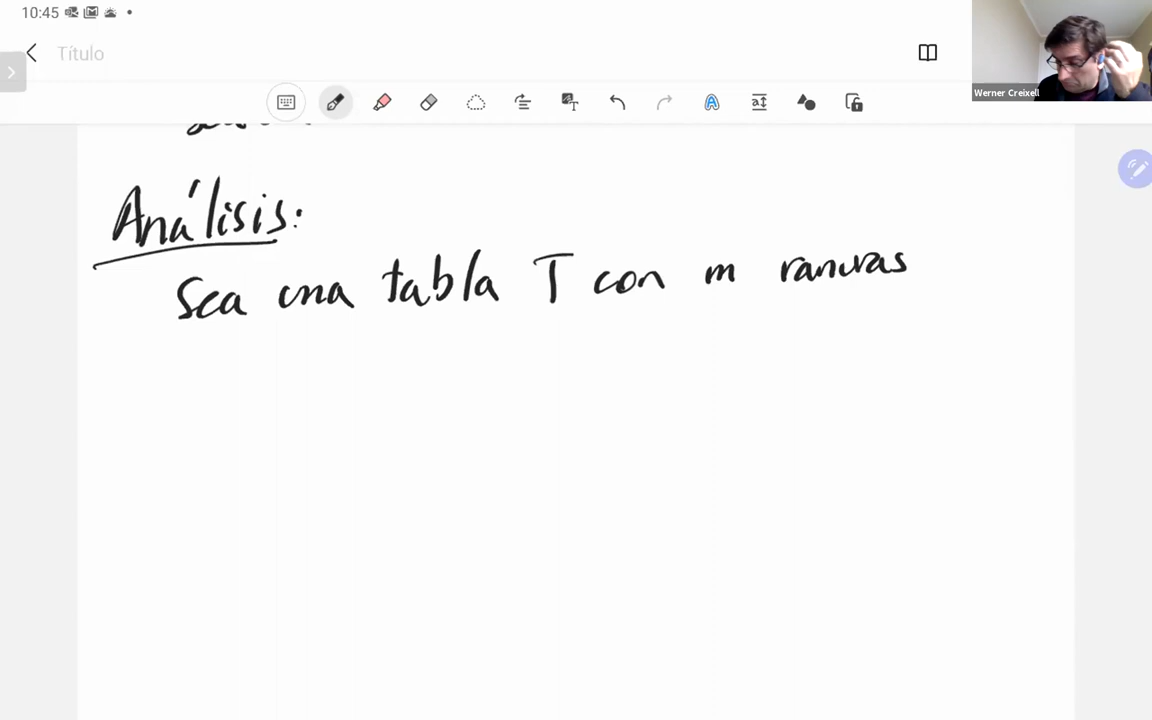 10:45
Título
Werner Creixell
Análisis:
Sea una tabla T con m ranuras